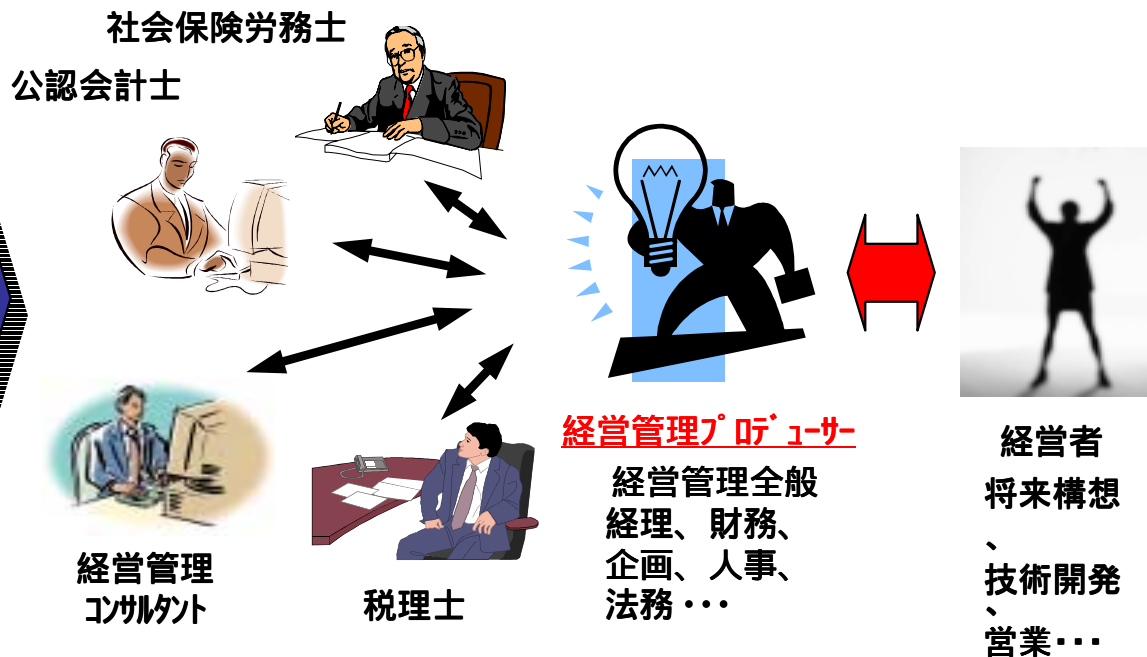 社会保険労務士
公認会計士
経営管理
コンサルタント
税理士
経営管理プロデューサー
経営管理全般
経理、財務、
企画、人事、
法務・・・
経営者
将来構想
、
技術開発
、
営業・・・